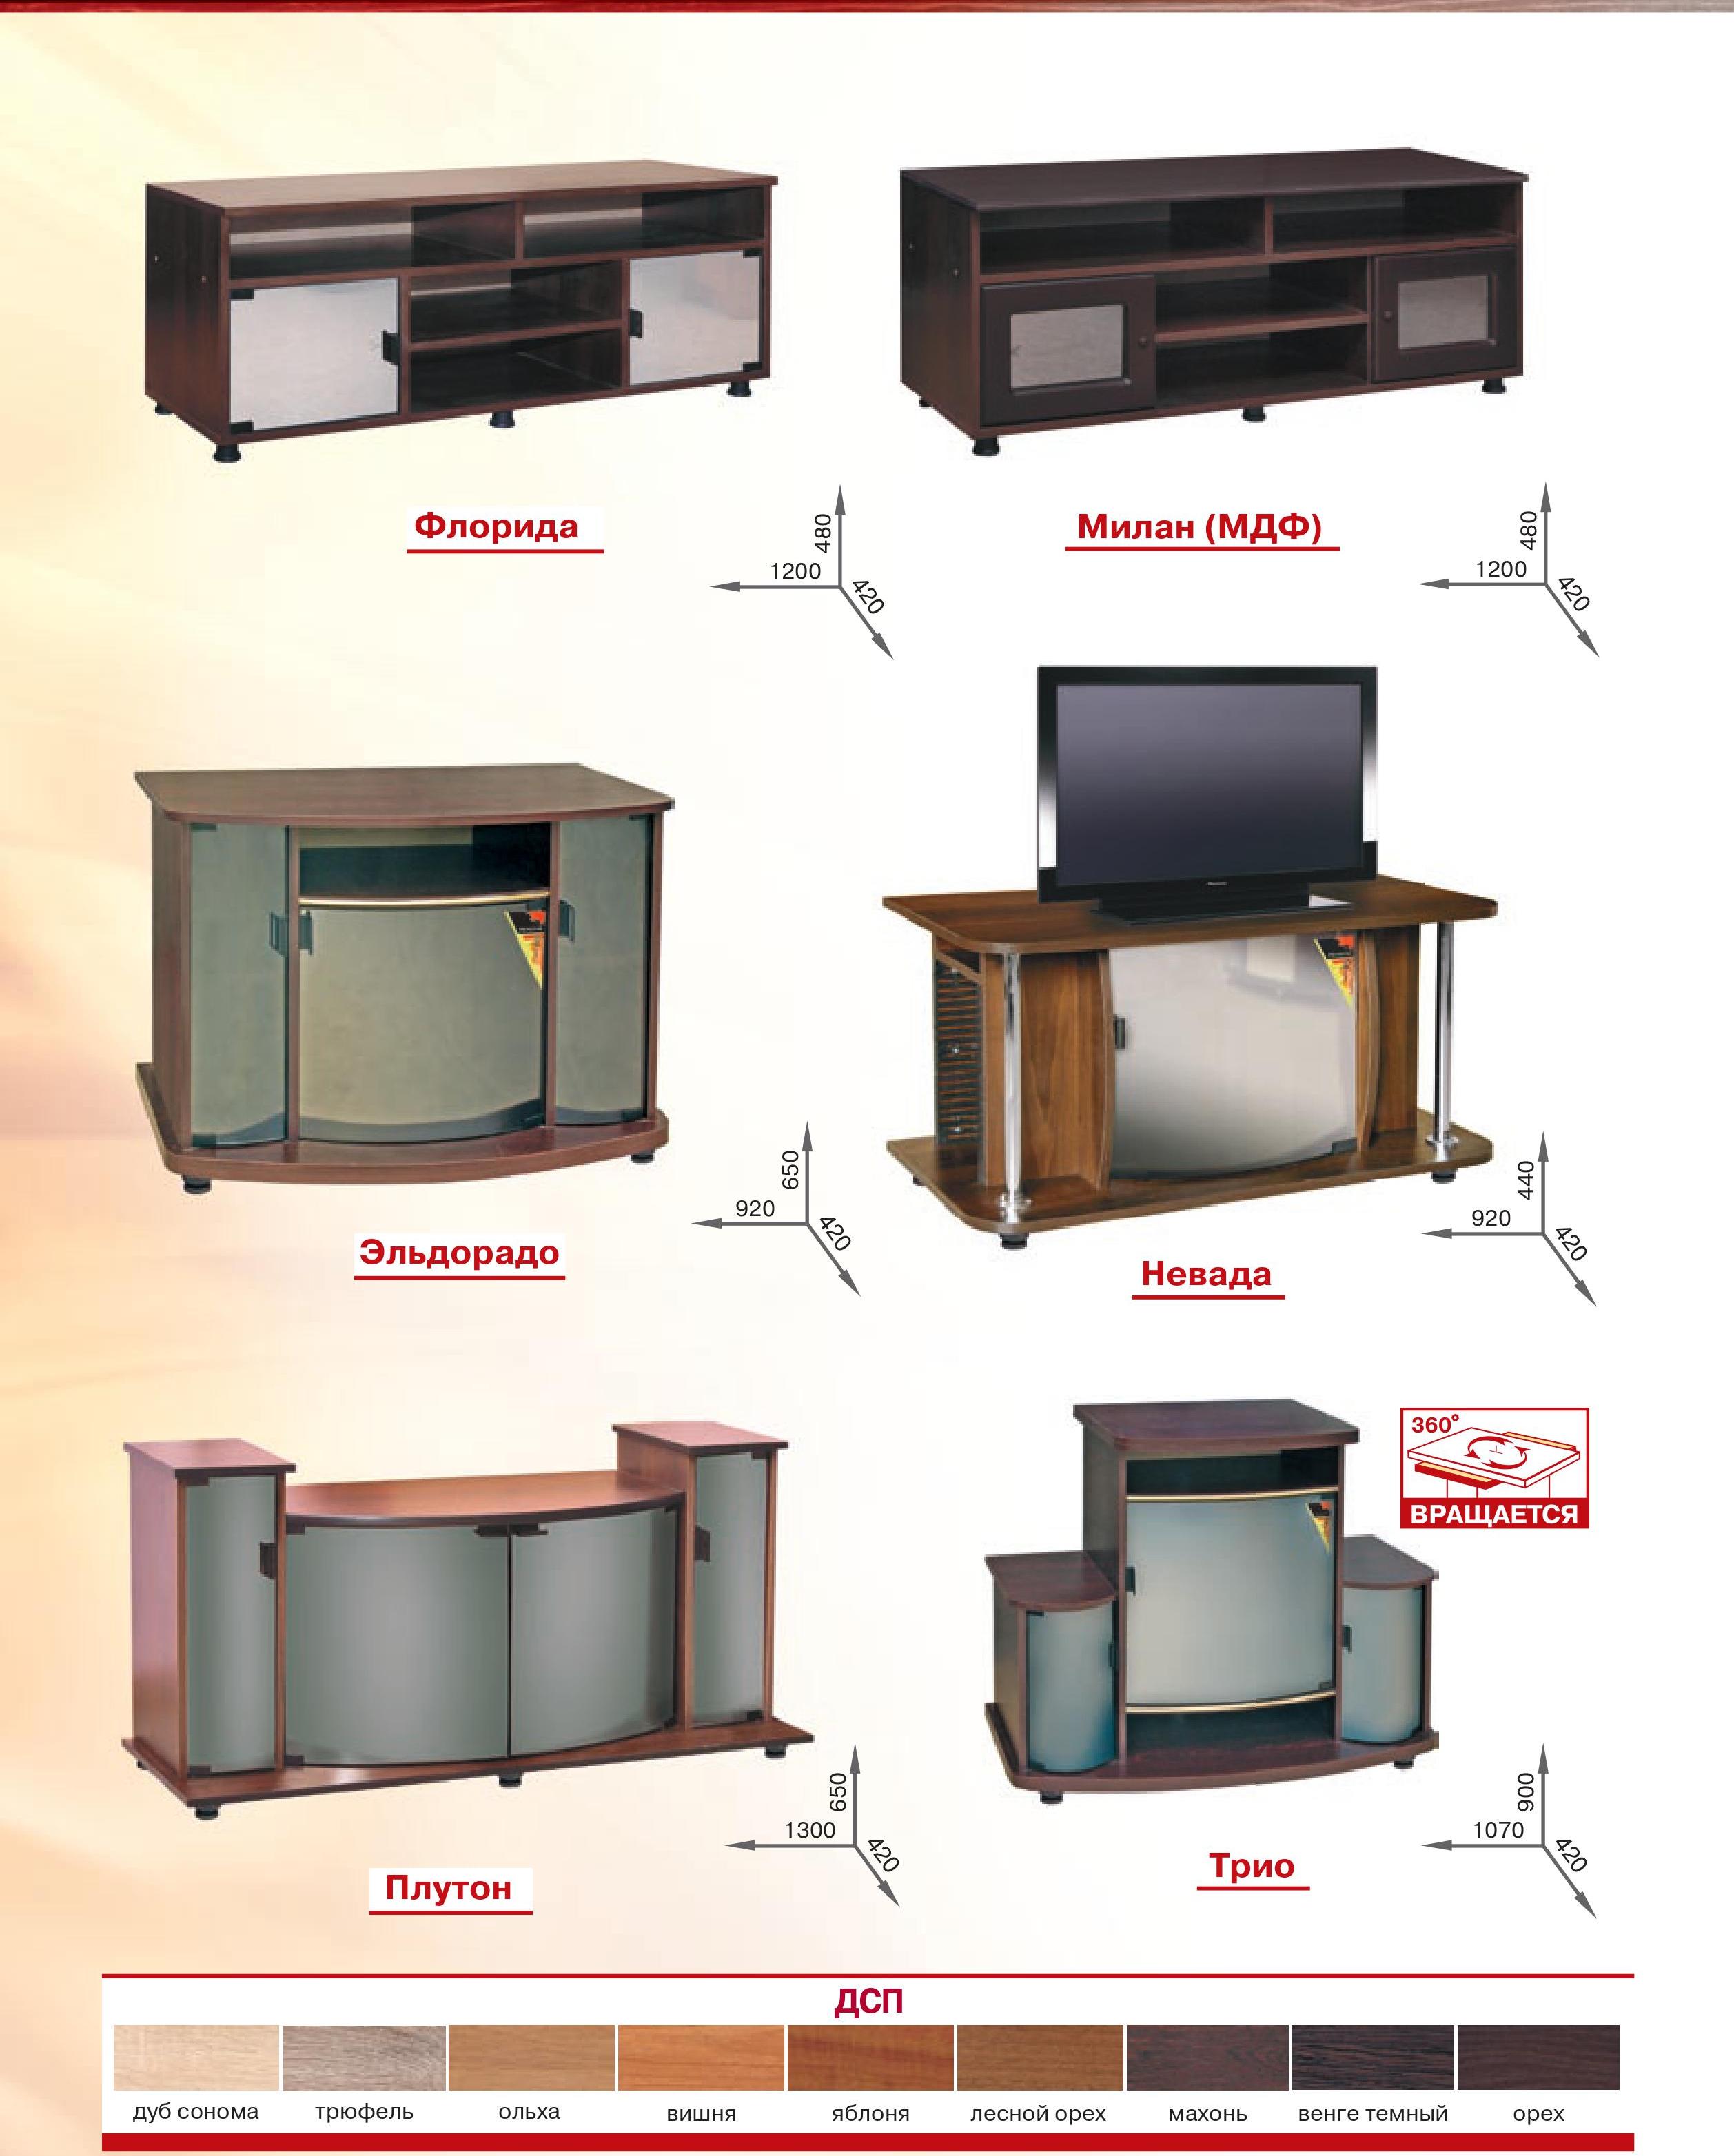 Флорида
480
1200
420
Милан (МДФ)
480
1200
420
Эльдорадо
650
920
420
Невада
440
920
420
Плутон
650
1300
420
360°
ВРАЩАЕТСЯ
Трио
900
1070
420
ДСП
дуб сонома
трюфель
ольха
вишня
яблоня
лесной орех
махонь
венге темный
орех